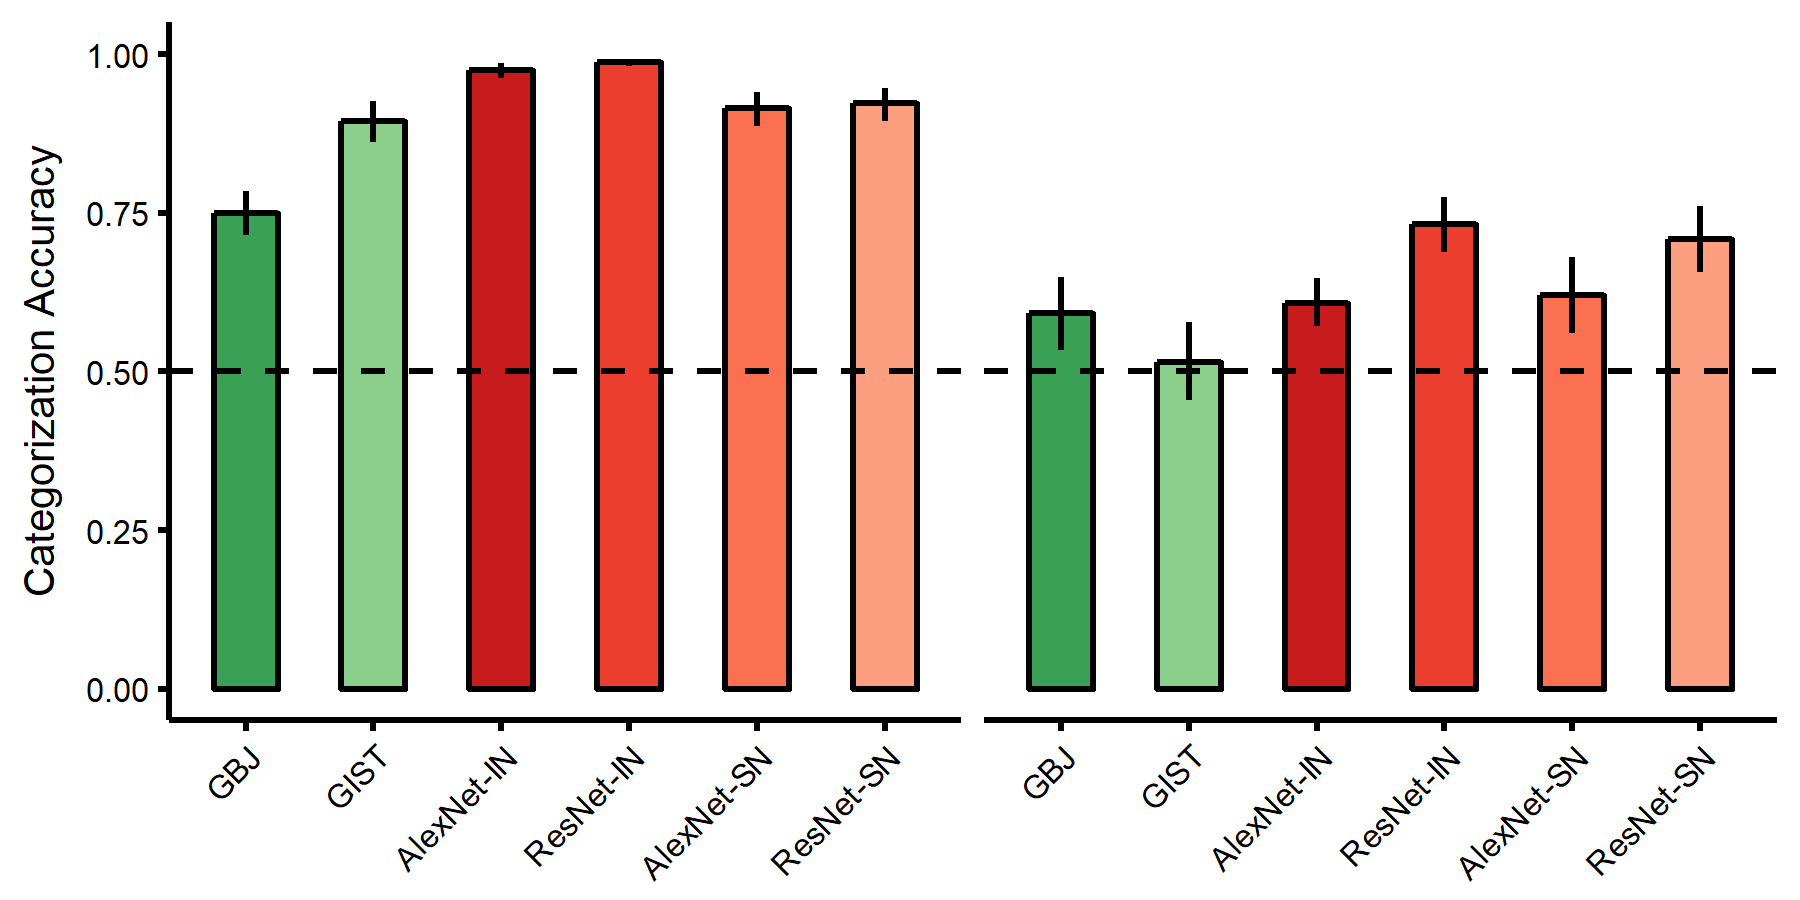 Categorization Accuracy
1.00
0.75
0.50
0.25
0.00
GBJ
GIST
AlexNet-IN
ResNet-IN
AlexNet-SN
ResNet-SN
GBJ
GIST
AlexNet-IN
ResNet-IN
AlexNet-SN
ResNet-SN